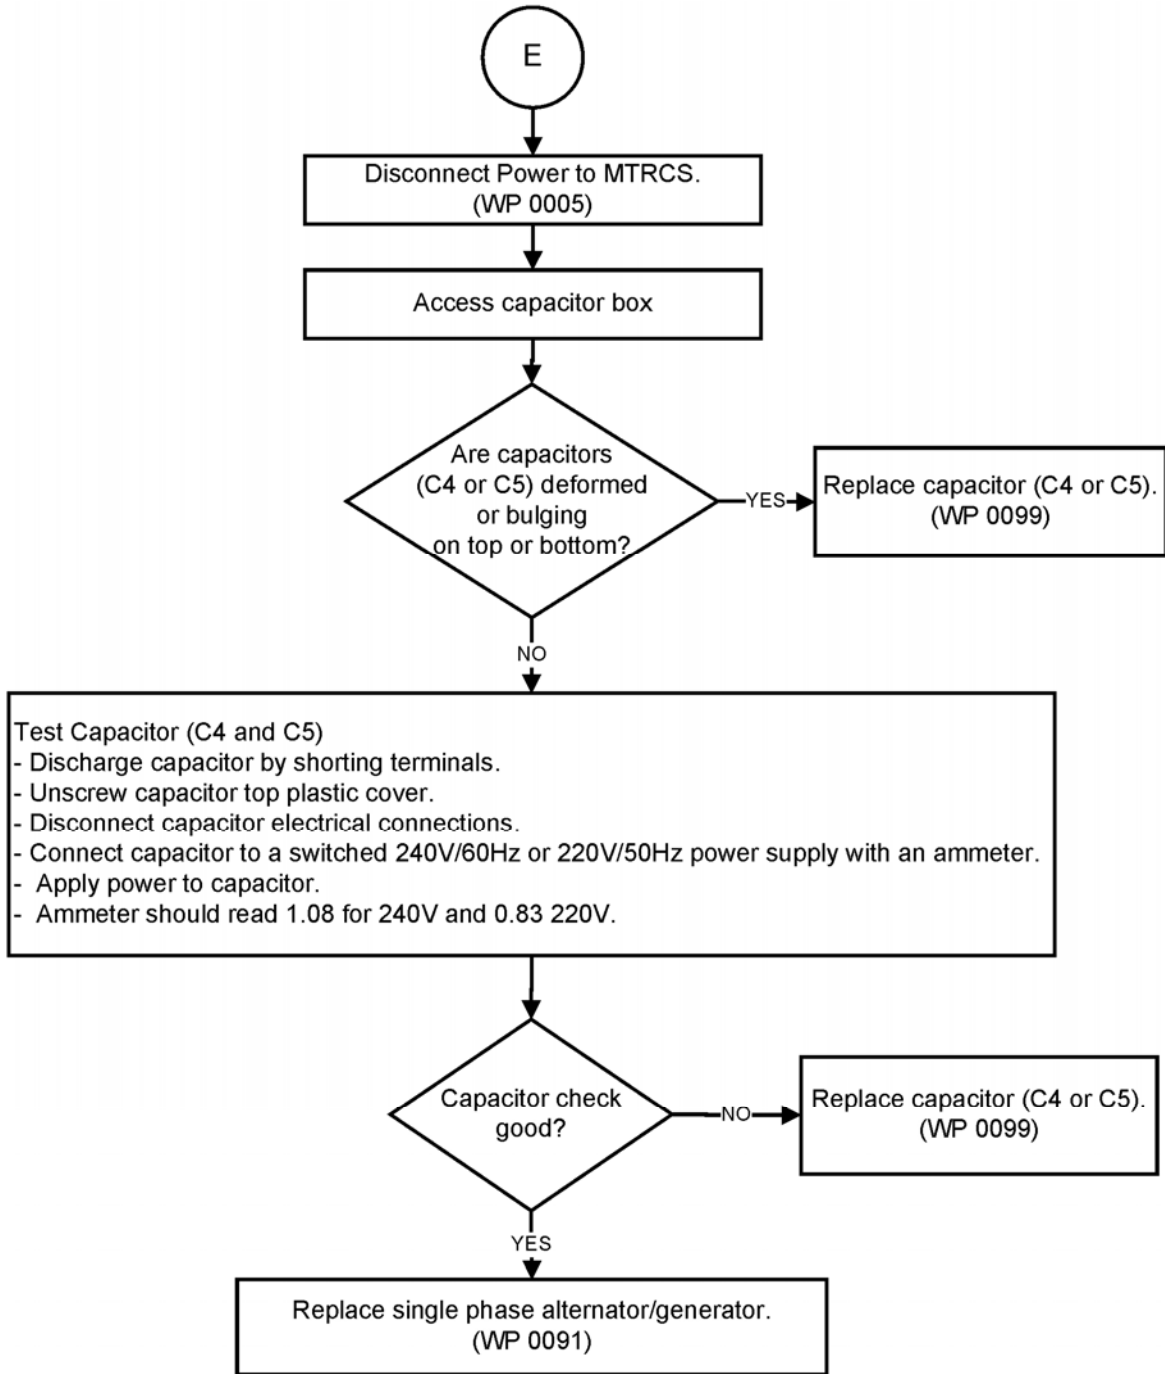 E
Disconnect Power to MTRCS.
(WP 0005)
Access capacitor box
Are capacitors
(C4 or C5) deformed
or bulging
on top or bottom?
YES
Replace capacitor (C4 or C5).
(WP 0099)
NO
Test Capacitor (C4 and C5)
- Discharge capacitor by shorting terminals.
- Unscrew capacitor top plastic cover.
- Disconnect capacitor electrical connections.
- Connect capacitor to a switched 240V/60Hz or 220V/50Hz power supply with an ammeter.
-  Apply power to capacitor.
-  Ammeter should read 1.08 for 240V and 0.83 220V.
Capacitor check
good?
NO
Replace capacitor (C4 or C5).
(WP 0099)
YES
Replace single phase alternator/generator.
(WP 0091)